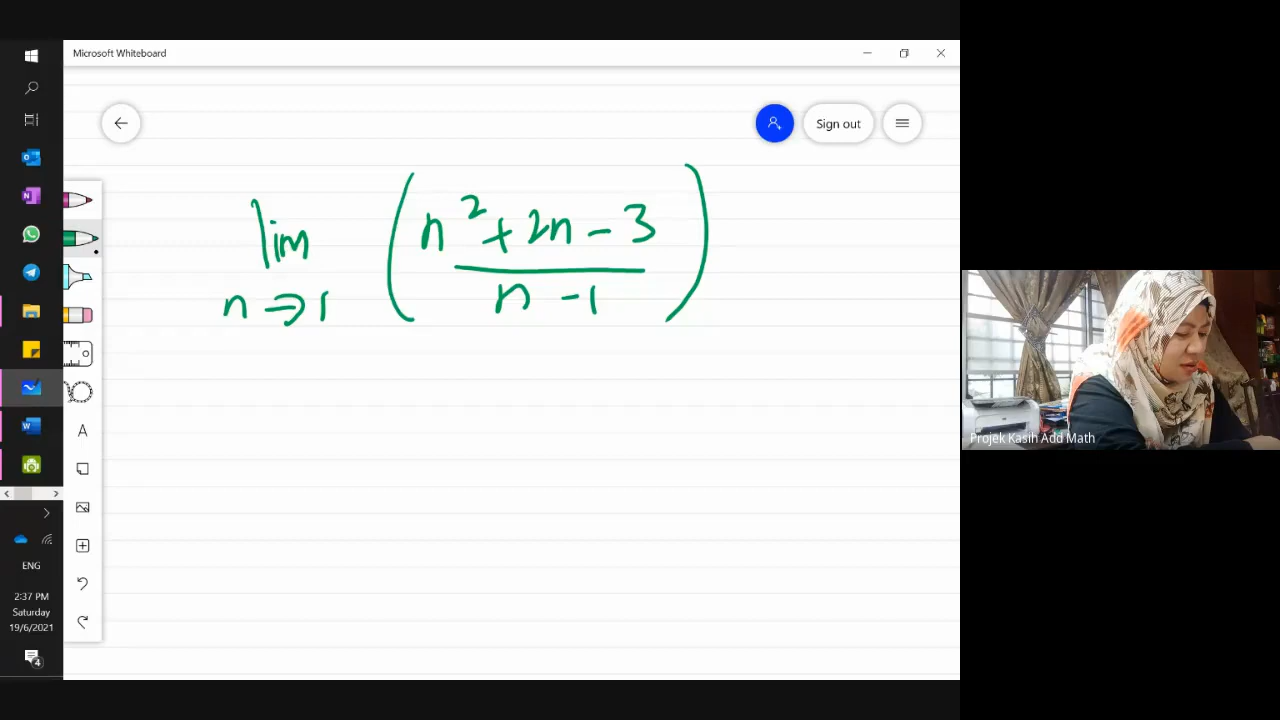 Microsoft Whiteboard
Sign out
lim
n → 1
( n² + 2n - 3 )
n - 1
Projek Kasih Add Math
ENG
2:37 PM
Saturday
19/6/2021
4